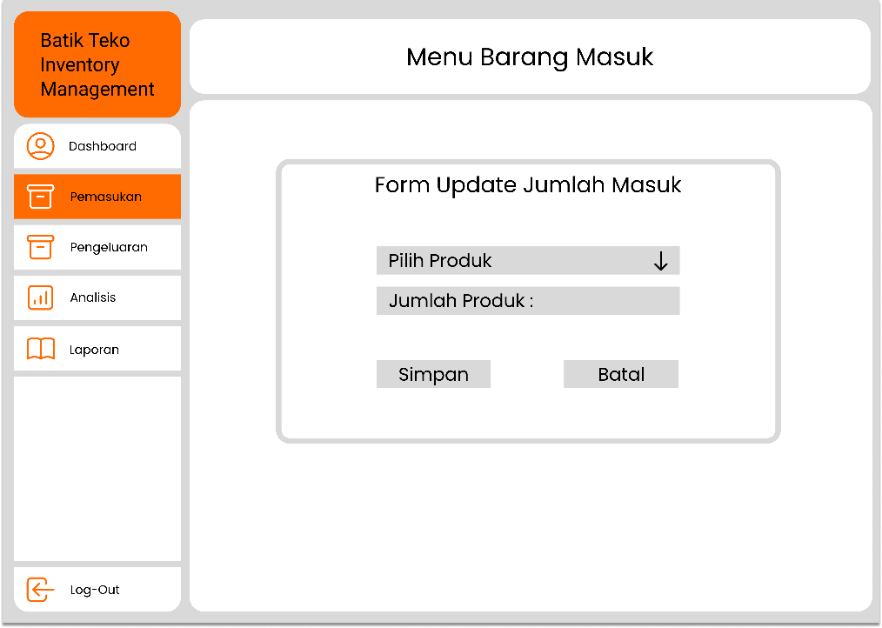 Batik Teko
Inventory
Management
Dashboard
Pemasukan
Pengeluaran
Analisis
Laporan
Log-Out
Menu Barang Masuk
Form Update Jumlah Masuk
Pilih Produk
Jumlah Produk :
Simpan
Batal